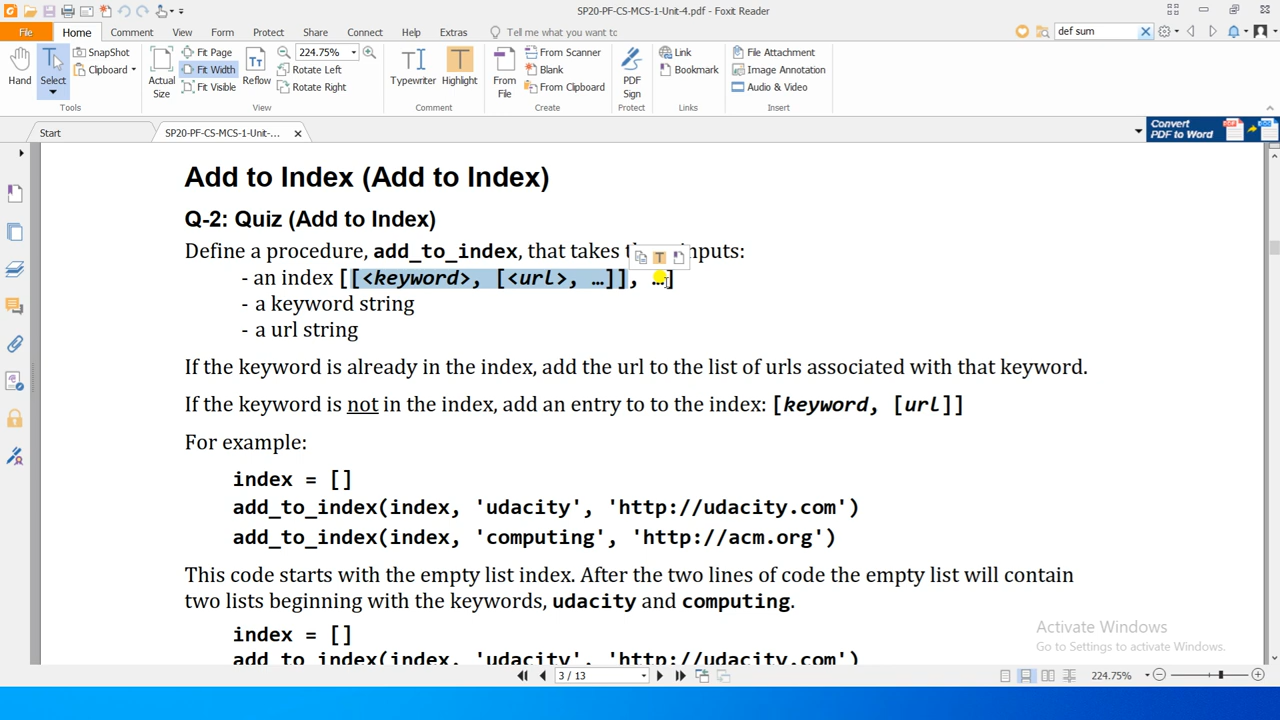 SP20-PF-CS-MCS-1-Unit-4.pdf - Foxit Reader
File Home Comment View Form Protect Share Connect Help Extras Tell me what you want tc def sum
Hand
Select
Tools
SnapShot
Clipboard
Actual Size
Fit Page
Fit Width
Fit Visible
Reflow
224.75%
Rotate Left
Rotate Right
View
Typewriter
Highlight
Comment
From File
From Scanner
Blank
From Clipboard
Create
PDF Sign
Protect
Link
Bookmark
Links
File Attachment
Image Annotation
Audio & Video
Insert
Start
SP20-PF-CS-MCS-1-Unit-...
Convert
PDF to Word
Add to Index (Add to Index)
Q-2: Quiz (Add to Index)
Define a procedure, add_to_index, that takes inputs:
- an index [[<keyword>, [<url>, …]], …]
- a keyword string
- a url string
If the keyword is already in the index, add the url to the list of urls associated with that keyword.
If the keyword is not in the index, add an entry to to the index: [keyword, [url]]
For example:
index = []
add_to_index(index, 'udacity', 'http://udacity.com')
add_to_index(index, 'computing', 'http://acm.org')
This code starts with the empty list index. After the two lines of code the empty list will contain
two lists beginning with the keywords, udacity and computing.
index = []
add_to_index(index, 'udacity', 'http://udacity.com')
Activate Windows
Go to Settings to activate Windows.
3 / 13
224.75%